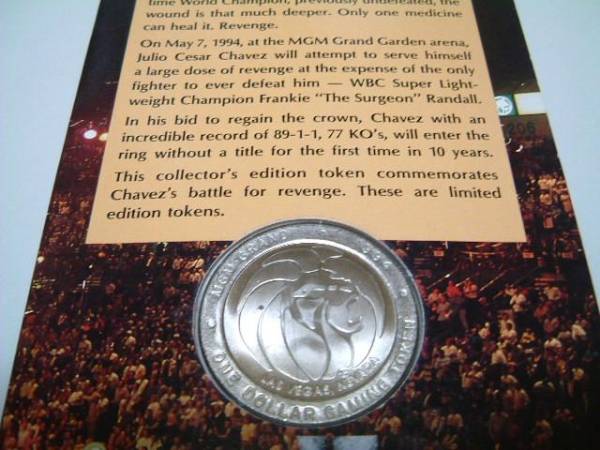 time World Champion, previously undefeated, the
wound is that much deeper. Only one medicine
can heal it. Revenge.
On May 7, 1994, at the MGM Grand Garden arena,
Julio Cesar Chavez will attempt to serve himself
a large dose of revenge at the expense of the only
fighter to ever defeat him — WBC Super Light-
weight Champion Frankie "The Surgeon" Randall.
In his bid to regain the crown, Chavez with an
incredible record of 89-1-1, 77 KO's, will enter the
ring without a title for the first time in 10 years.
This collector's edition token commemorates
Chavez's battle for revenge. These are limited
edition tokens.
MGM GRAND
1994
LAS VEGAS, NEVADA
ONE DOLLAR GAMING TOKEN